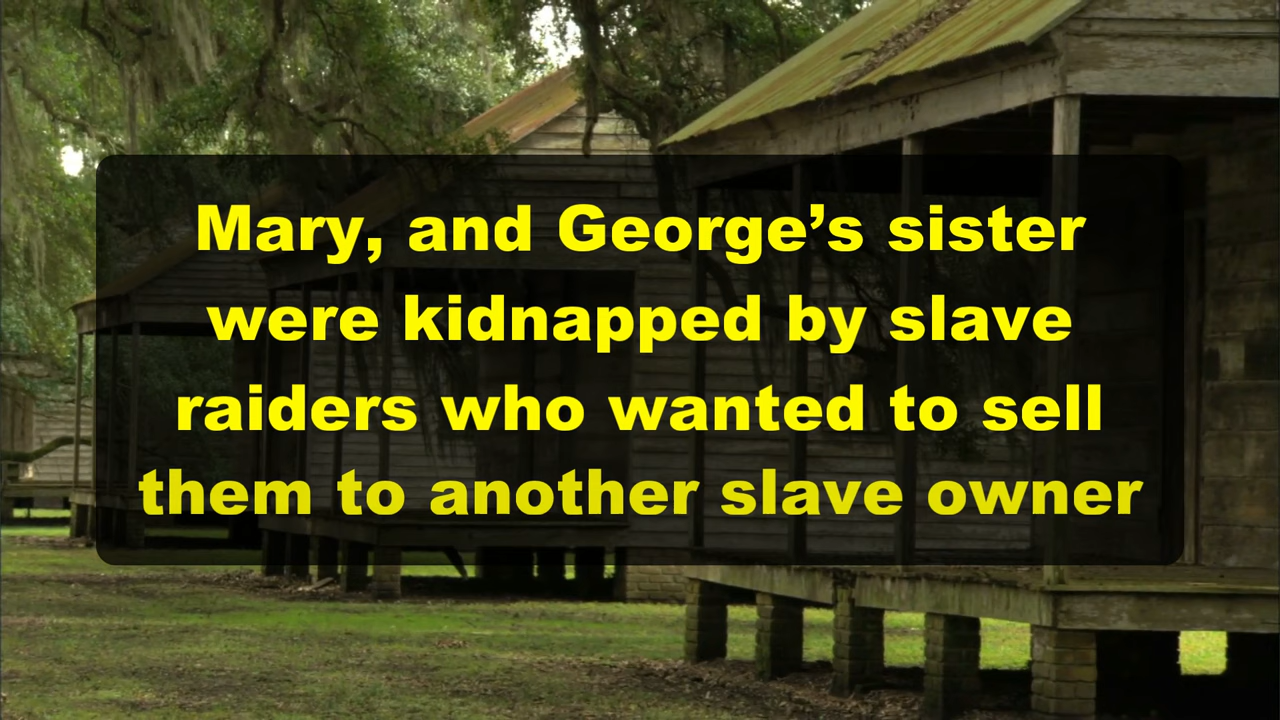 Mary, and George’s sister
were kidnapped by slave
raiders who wanted to sell
them to another slave owner